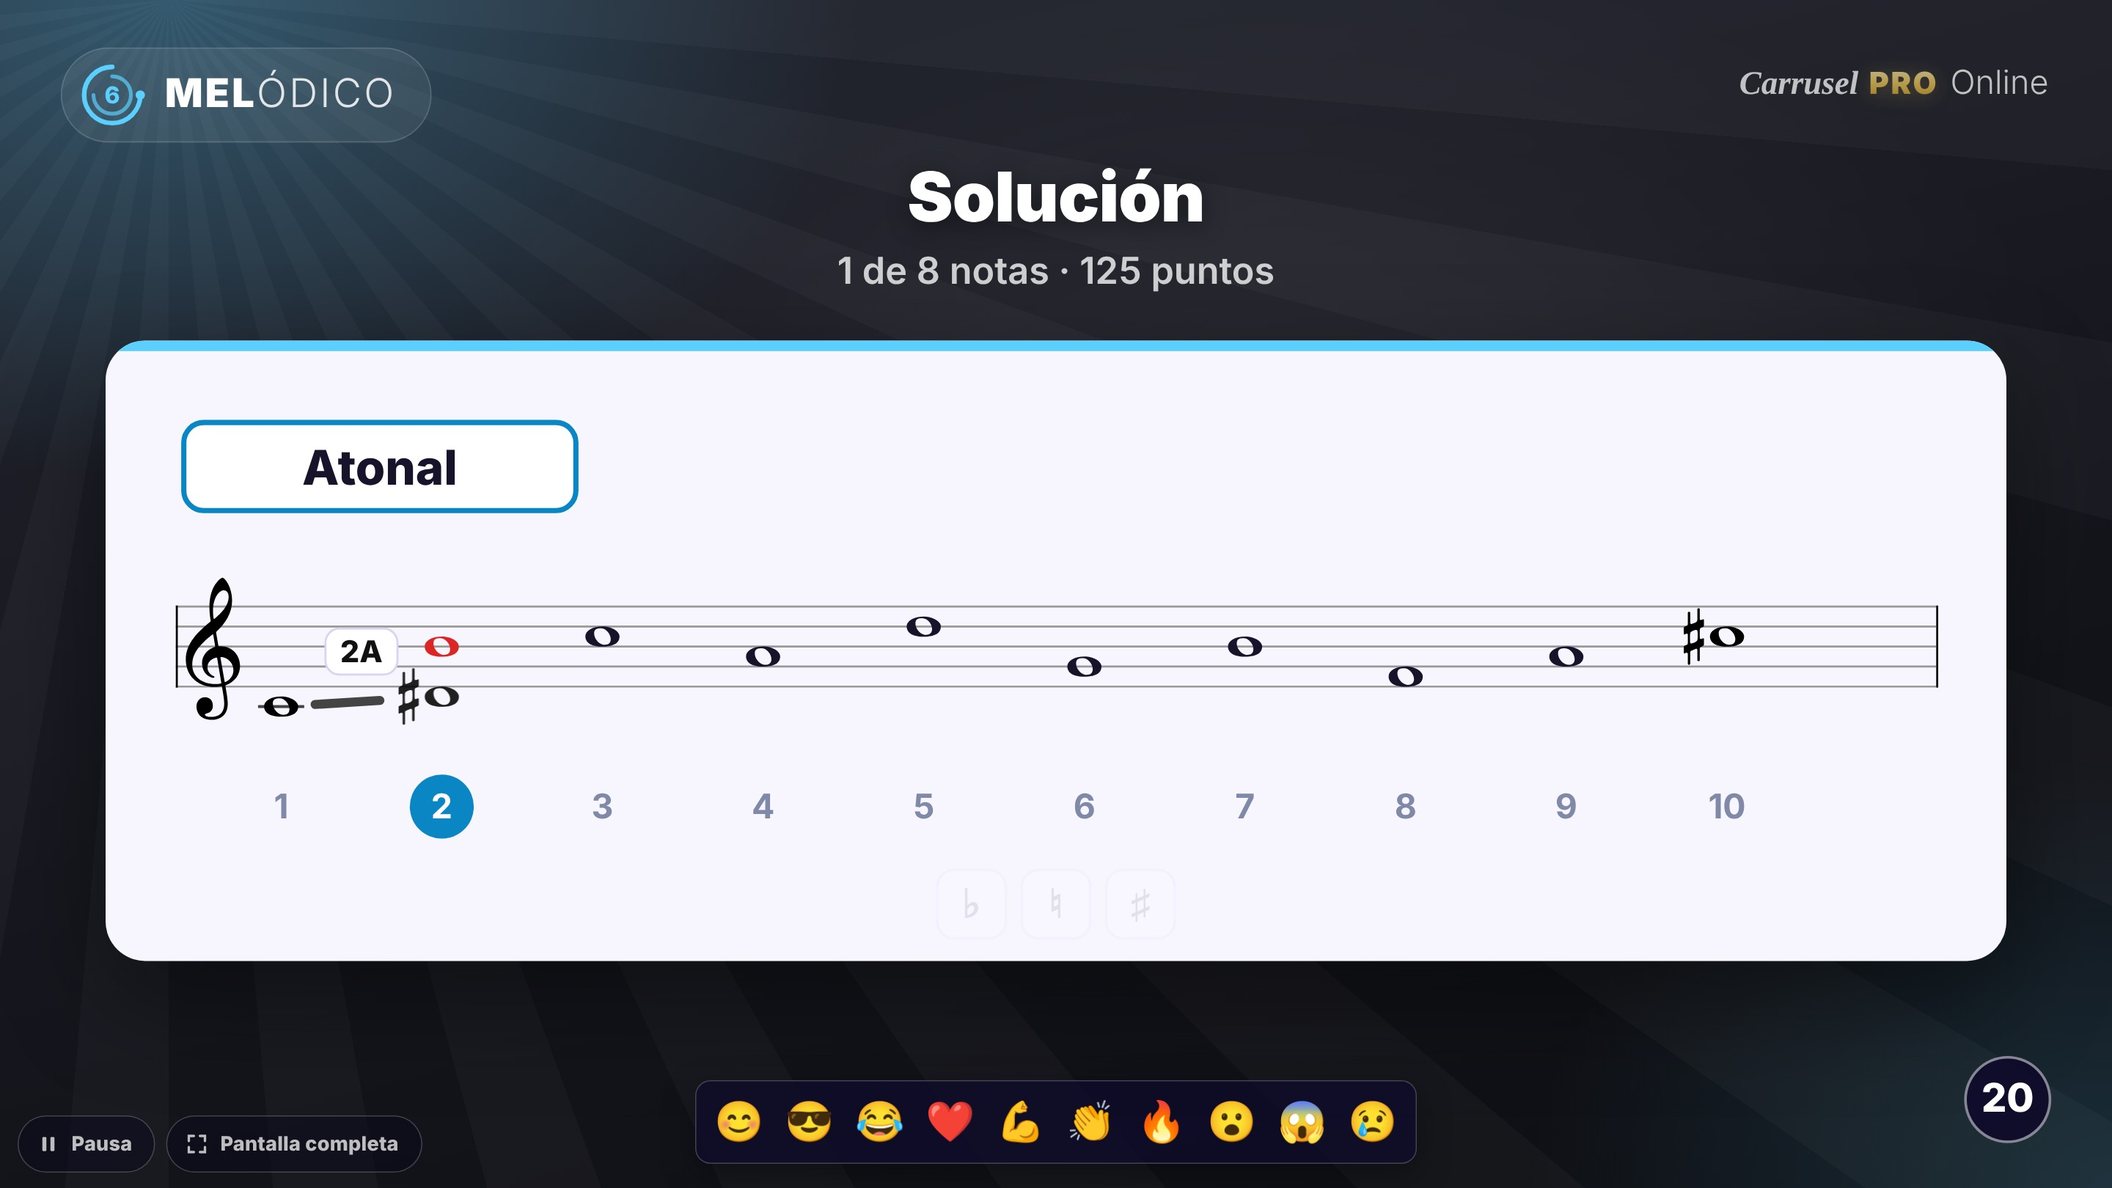 6 MELÓDICO
Carrusel PRO Online
Solución
1 de 8 notas · 125 puntos
Atonal
2A
1 2 3 4 5 6 7 8 9 10
♭ ♮ ♯
20
Pausa
Pantalla completa